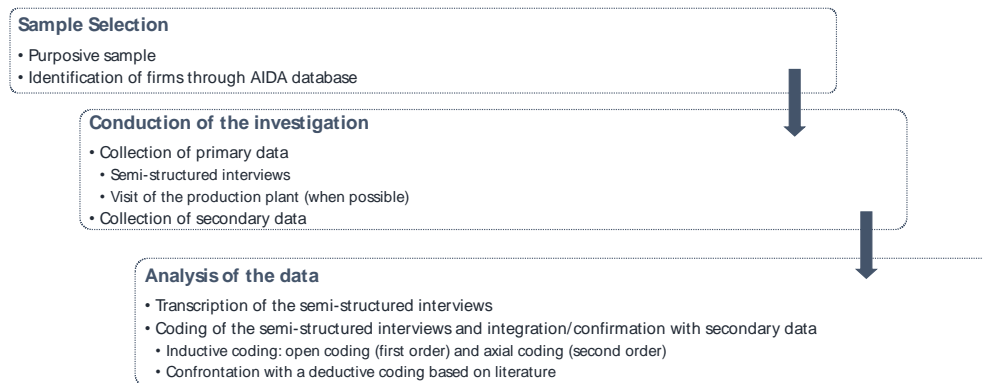 Sample Selection
• Purposive sample
• Identification of firms through AIDA database
Conduction of the investigation
• Collection of primary data
• Semi-structured interviews
• Visit of the production plant (when possible)
• Collection of secondary data
Analysis of the data
• Transcription of the semi-structured interviews
• Coding of the semi-structured interviews and integration/confirmation with secondary data
• Inductive coding: open coding (first order) and axial coding (second order)
• Confrontation with a deductive coding based on literature